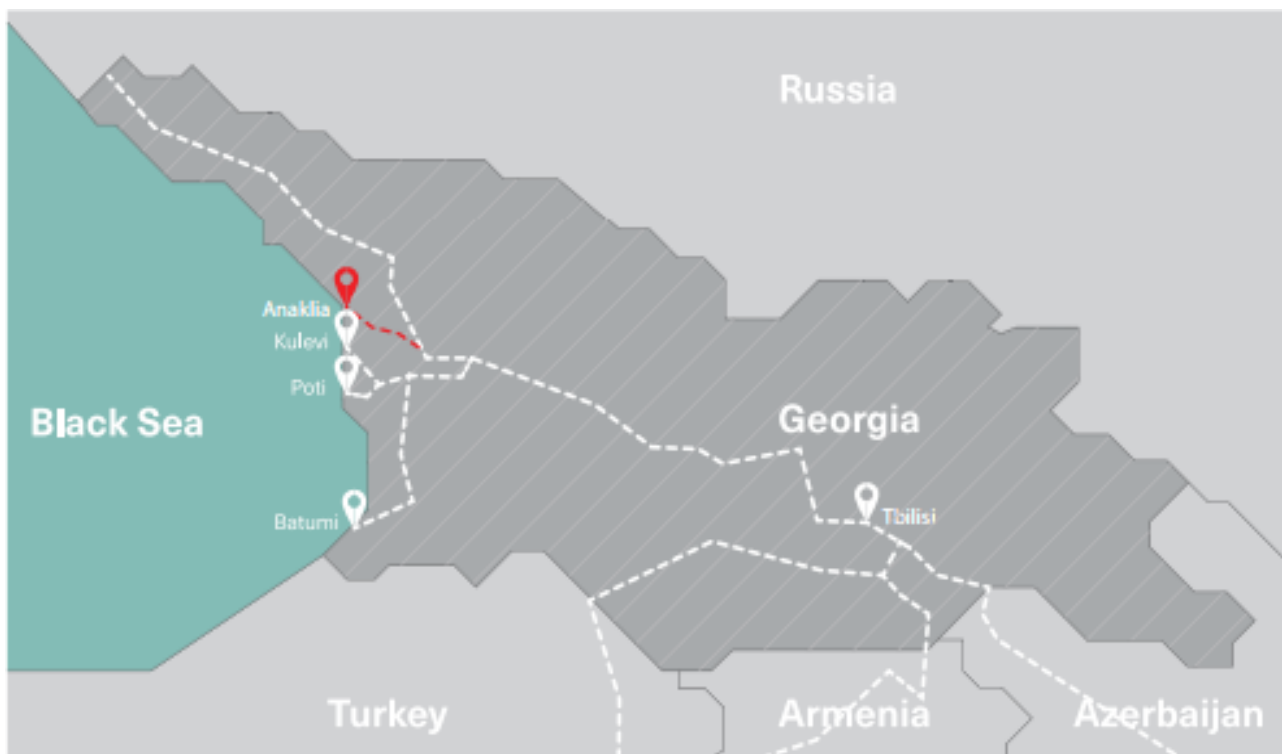 Russia
Anaklia
Kulevi
Poti
Black Sea
Georgia
Batumi
Tbilisi
Turkey
Armenia
Azerbaijan